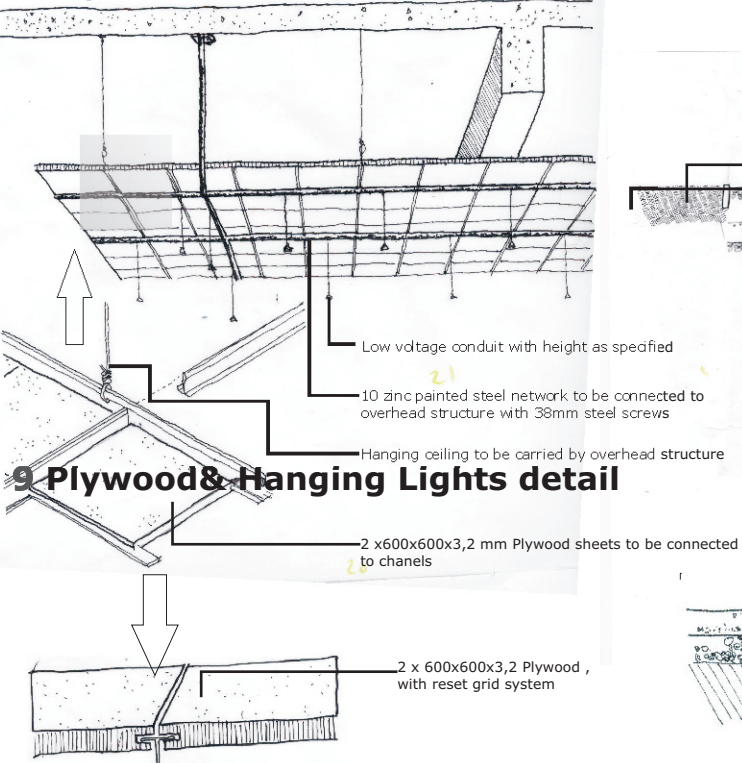 Low voltage conduit with height as specified
21
10 zinc painted steel network to be connected to
overhead structure with 38mm steel screws
Hanging ceiling to be carried by overhead structure
9 Plywood& Hanging Lights detail
2 x600x600x3,2 mm Plywood sheets to be connected
to chanels
20
2 x 600x600x3,2 Plywood ,
with reset grid system